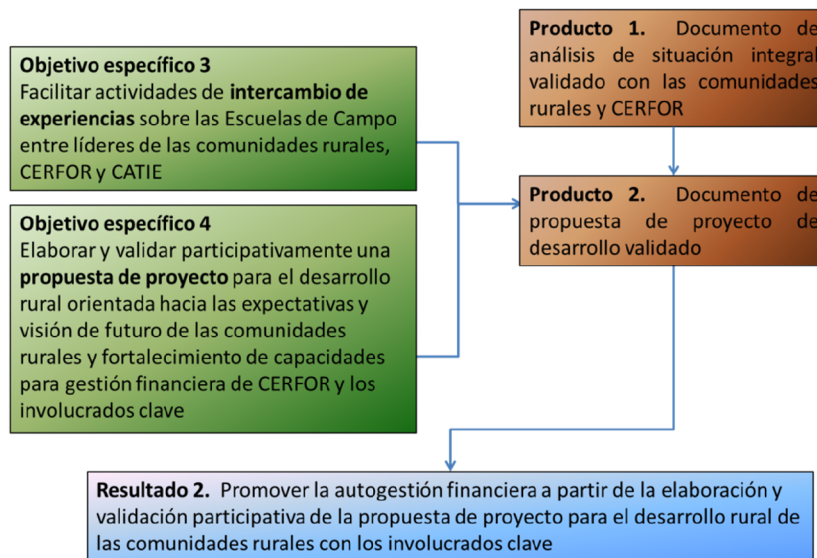 Objetivo específico 3
Facilitar actividades de intercambio de
experiencias sobre las Escuelas de Campo
entre líderes de las comunidades rurales,
CERFOR y CATIE
Objetivo específico 4
Elaborar y validar participativamente una
propuesta de proyecto para el desarrollo
rural orientada hacia las expectativas y
visión de futuro de las comunidades
rurales y fortalecimiento de capacidades
para gestión financiera de CERFOR y los
involucrados clave
Producto 1. Documento de
análisis de situación integral
validado con las comunidades
rurales y CERFOR
Producto 2. Documento de
propuesta de proyecto de
desarrollo validado
Resultado 2. Promover la autogestión financiera a partir de la elaboración y
validación participativa de la propuesta de proyecto para el desarrollo rural de
las comunidades rurales con los involucrados clave